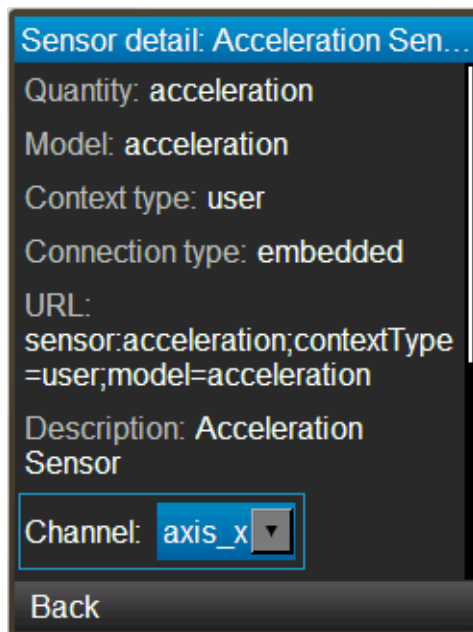 Sensor detail: Acceleration Sen...
Quantity: acceleration
Model: acceleration
Context type: user
Connection type: embedded
URL:
sensor:acceleration;contextType
=user;model=acceleration
Description: Acceleration
Sensor
Channel: axis_x
Back